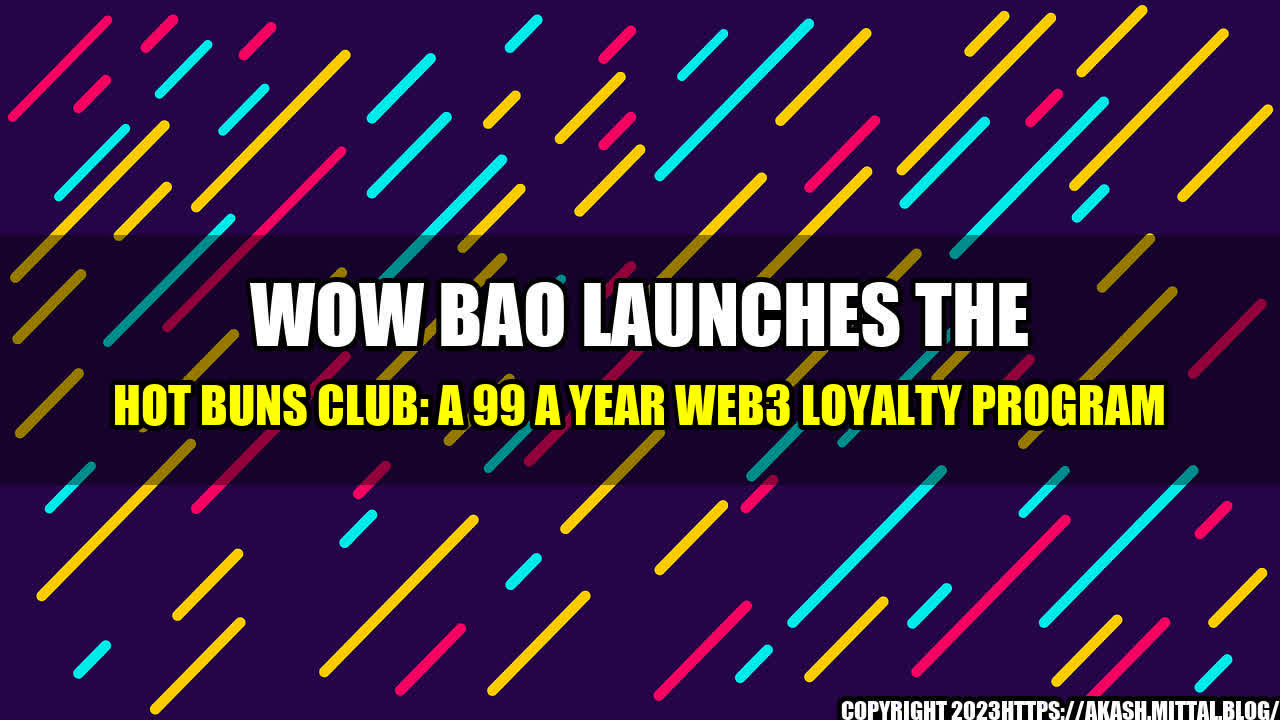 WOW BAO LAUNCHES THE
HOT BUNS CLUB: A 99 A YEAR WEB3 LOYALTY PROGRAM
COPYRIGHT 2023HTTPS://AKASH.MITTAL.BLOG/